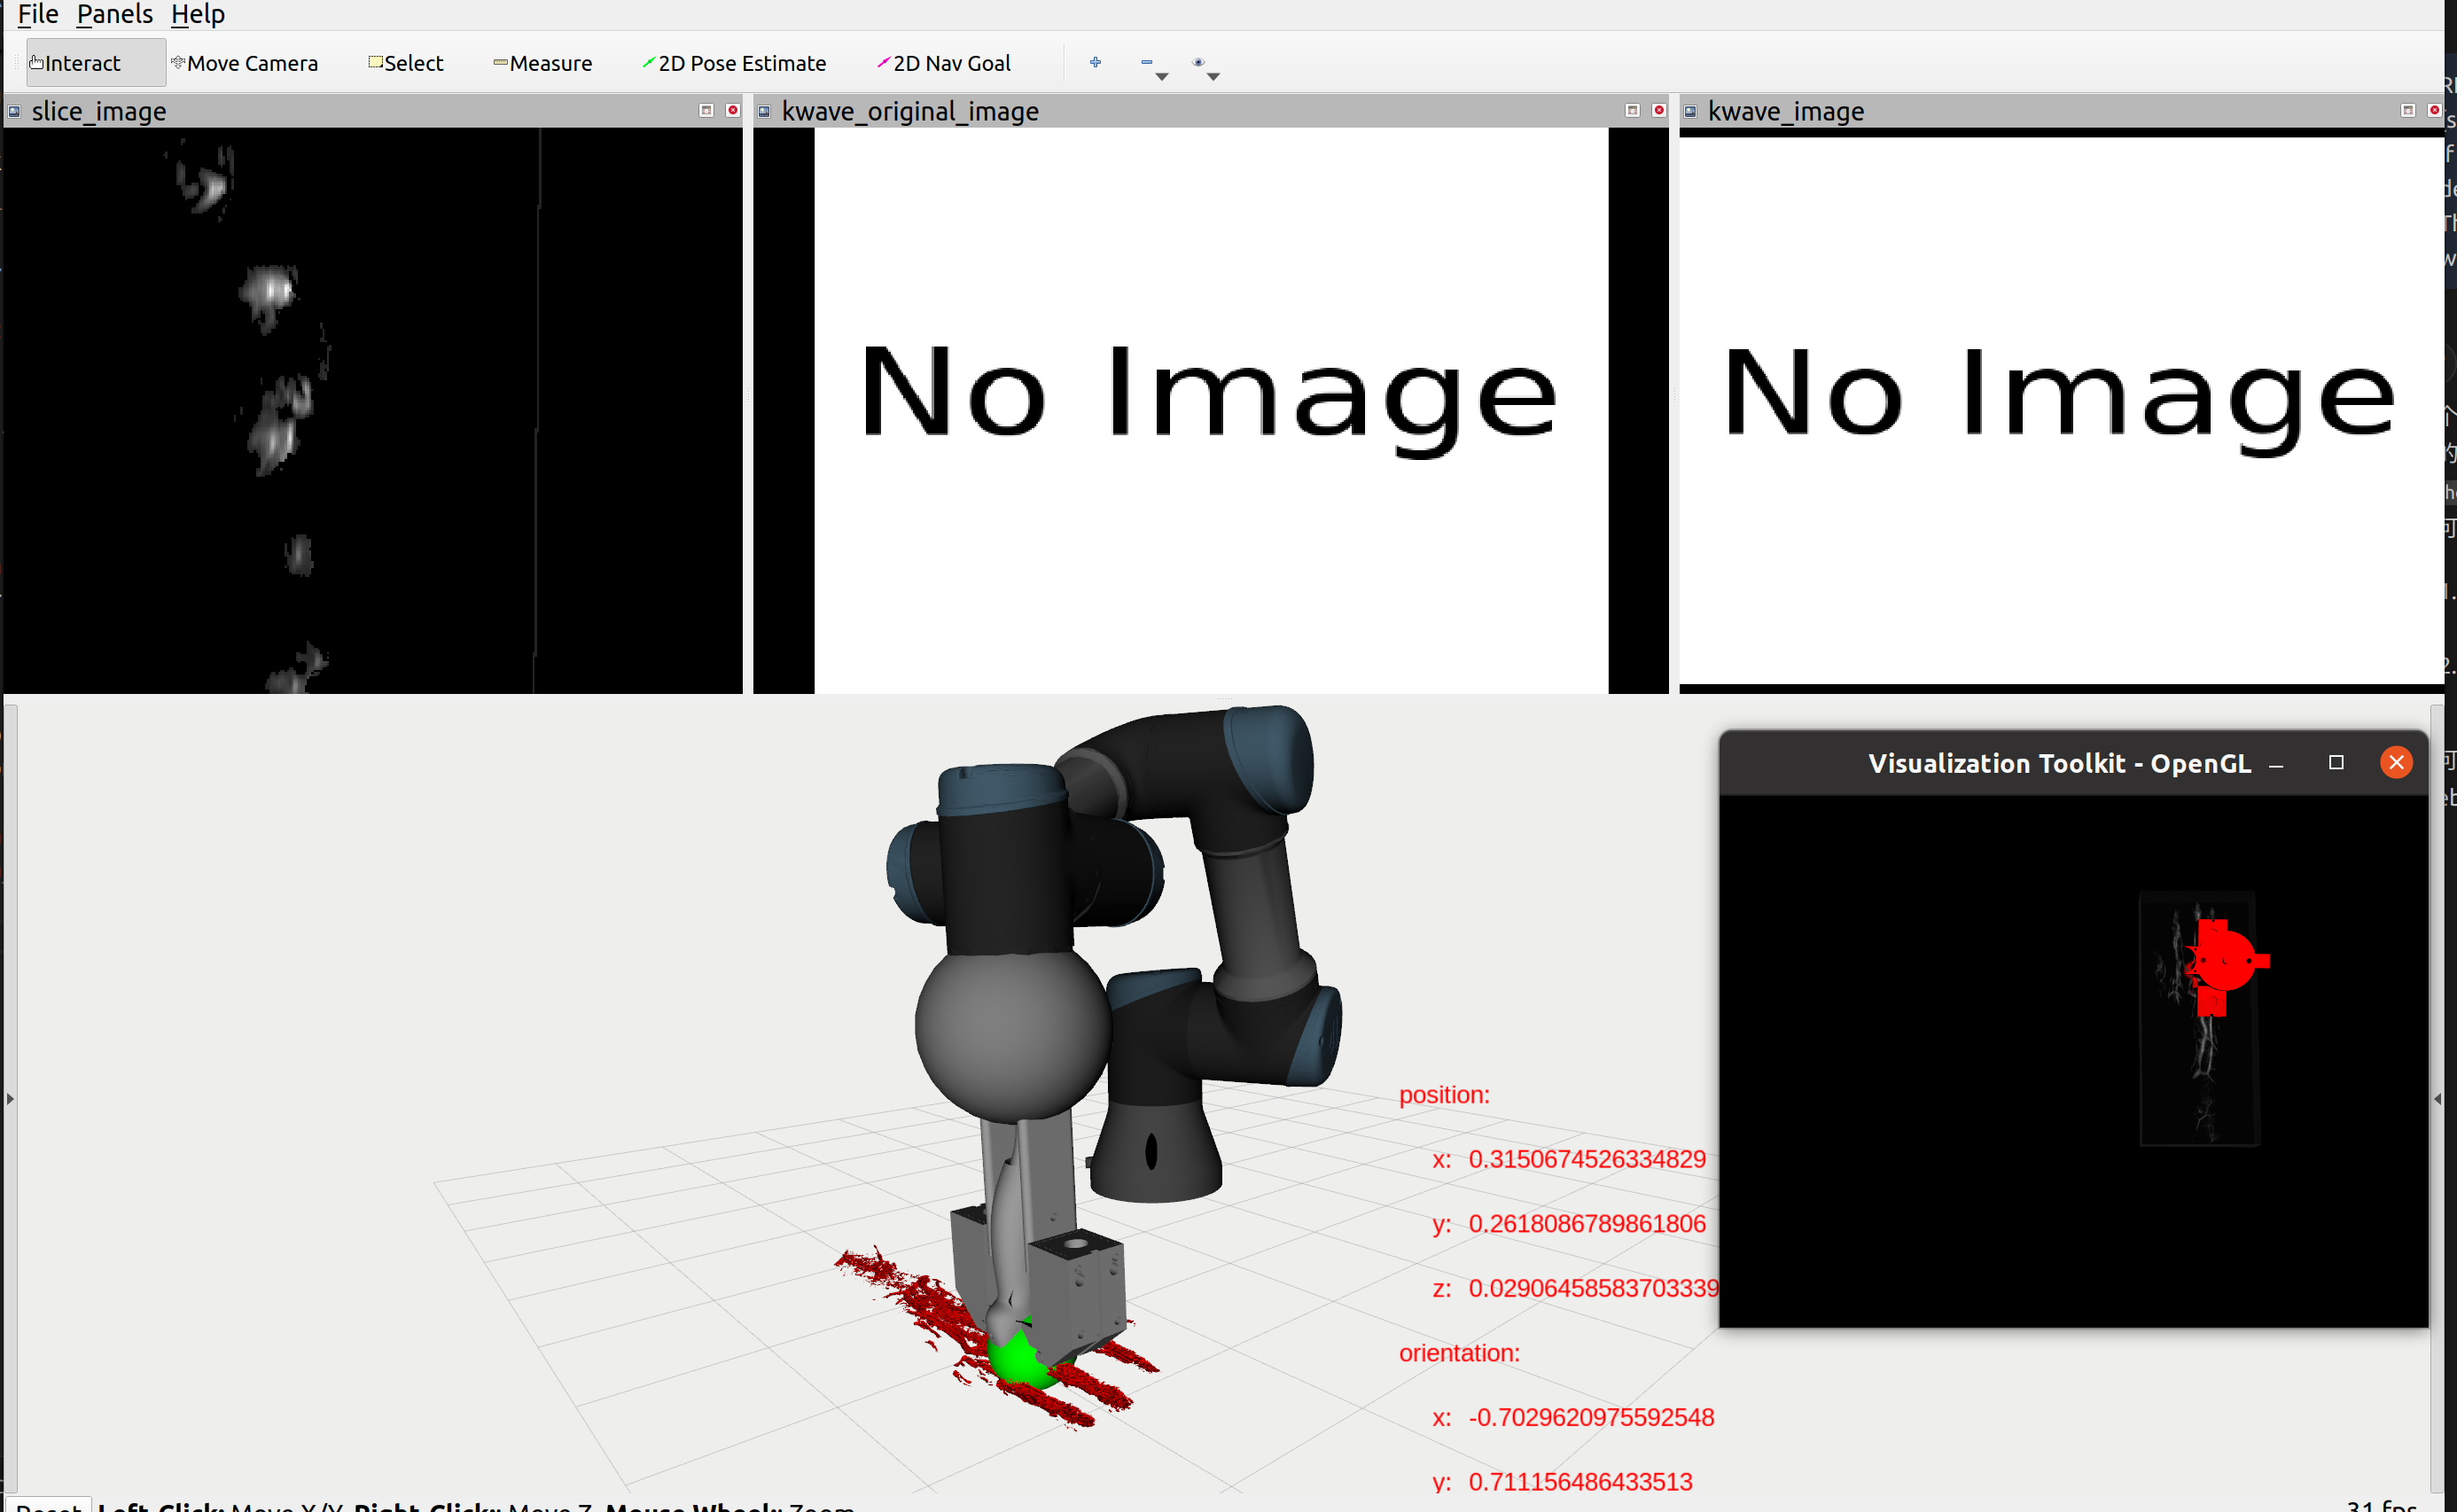 File Panels Help
Interact Move Camera Select Measure 2D Pose Estimate 2D Nav Goal
slice_image
kwave_original_image
kwave_image
No Image
No Image
Visualization Toolkit - OpenGL
position:
x: 0.3150674526334829
y: 0.2618086789861806
z: 0.02906458583703339
orientation:
x: -0.7029620975592548
y: 0.711156486433513
Reset Left-Click: Move X/Y. Right-Click: Move Z. Mouse Wheel: Zoom.
31 fps